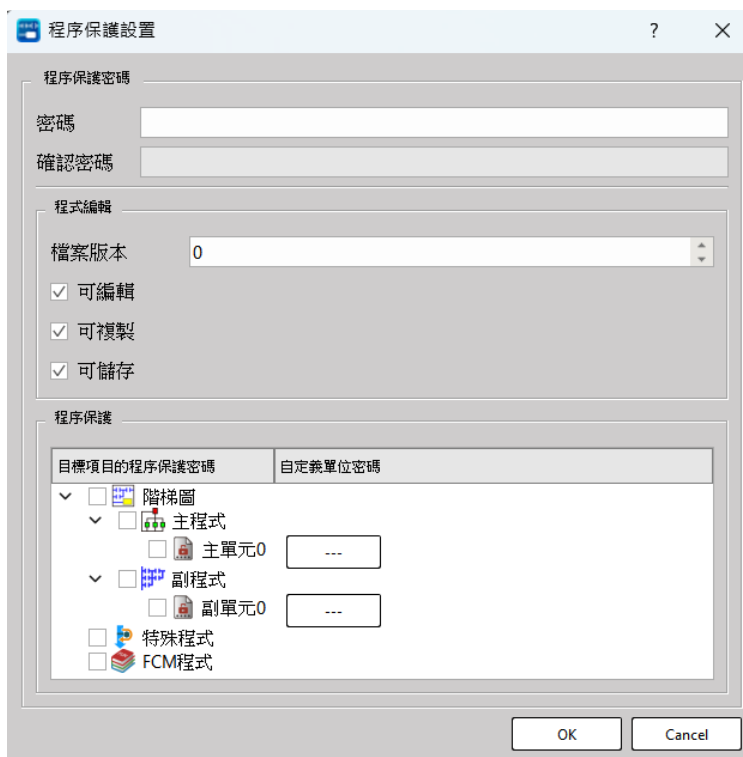 程序保護設置
程序保護密碼
密碼
確認密碼
程式編輯
檔案版本 0
可編輯
可複製
可儲存
程序保護
目標項目的程序保護密碼 自定義單位密碼
階梯圖
主程式
主單元0 ---
副程式
副單元0 ---
特殊程式
FCM程式
OK Cancel